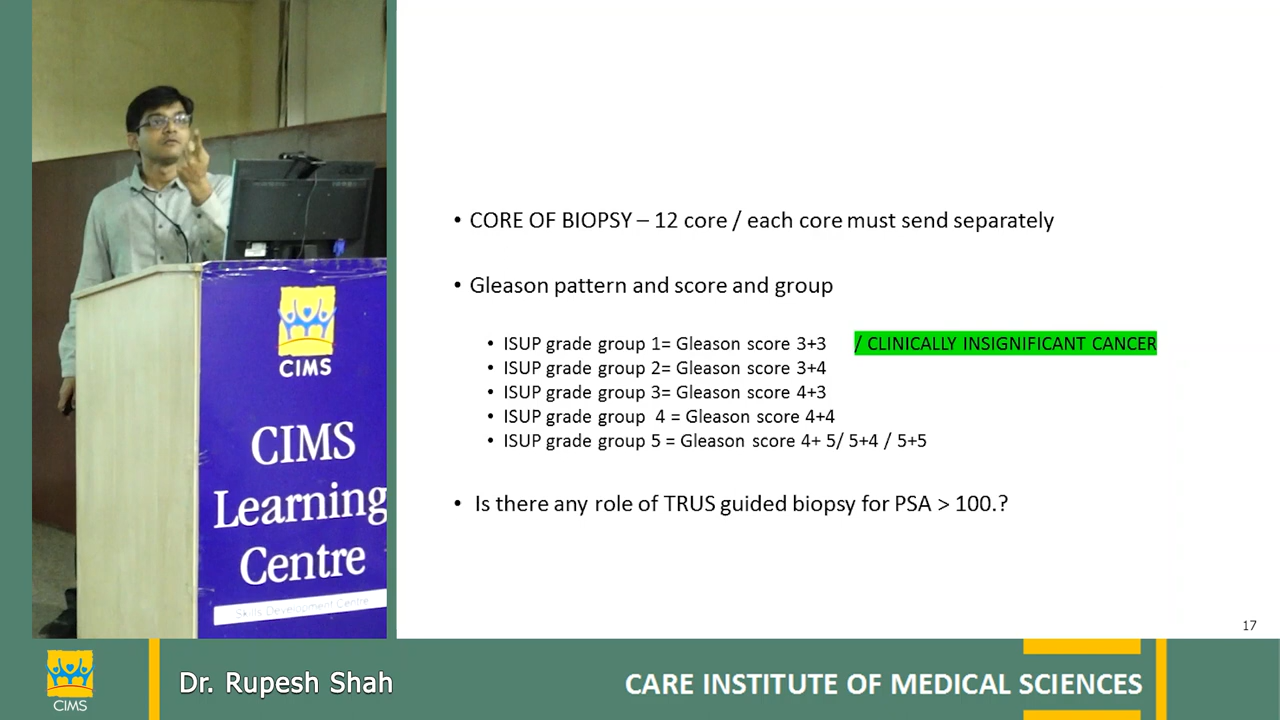 acer
CIMS
CIMS
Learning
Centre
Skills Development Centre
• CORE OF BIOPSY – 12 core / each core must send separately
• Gleason pattern and score and group
• ISUP grade group 1= Gleason score 3+3 / CLINICALLY INSIGNIFICANT CANCER
• ISUP grade group 2= Gleason score 3+4
• ISUP grade group 3= Gleason score 4+3
• ISUP grade group 4 = Gleason score 4+4
• ISUP grade group 5 = Gleason score 4+ 5/ 5+4 / 5+5
• Is there any role of TRUS guided biopsy for PSA > 100.?
17
CIMS
Dr. Rupesh Shah
CARE INSTITUTE OF MEDICAL SCIENCES